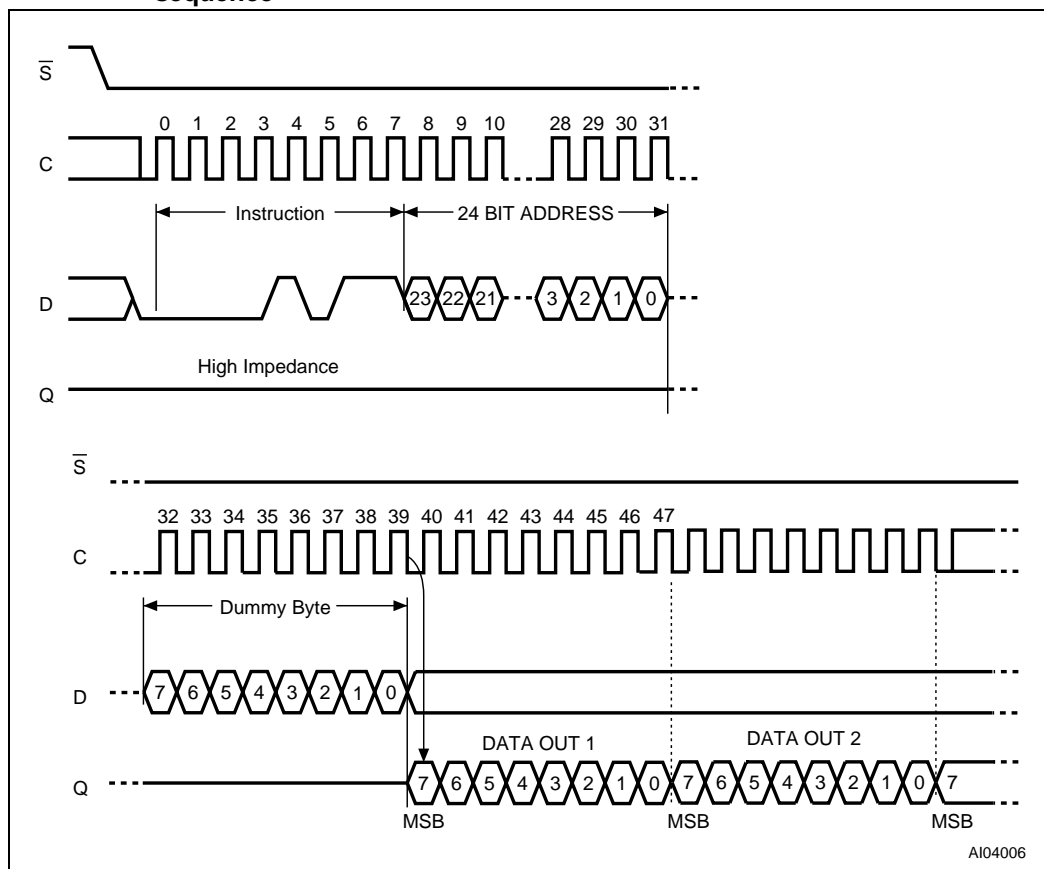 sequence
S
0 1 2 3 4 5 6 7 8 9 10 28 29 30 31
C
Instruction 24 BIT ADDRESS
D 23 22 21 3 2 1 0
High Impedance
Q
S
32 33 34 35 36 37 38 39 40 41 42 43 44 45 46 47
C
Dummy Byte
D 7 6 5 4 3 2 1 0
DATA OUT 1 DATA OUT 2
Q 7 6 5 4 3 2 1 0 7 6 5 4 3 2 1 0 7
MSB MSB MSB
AI04006